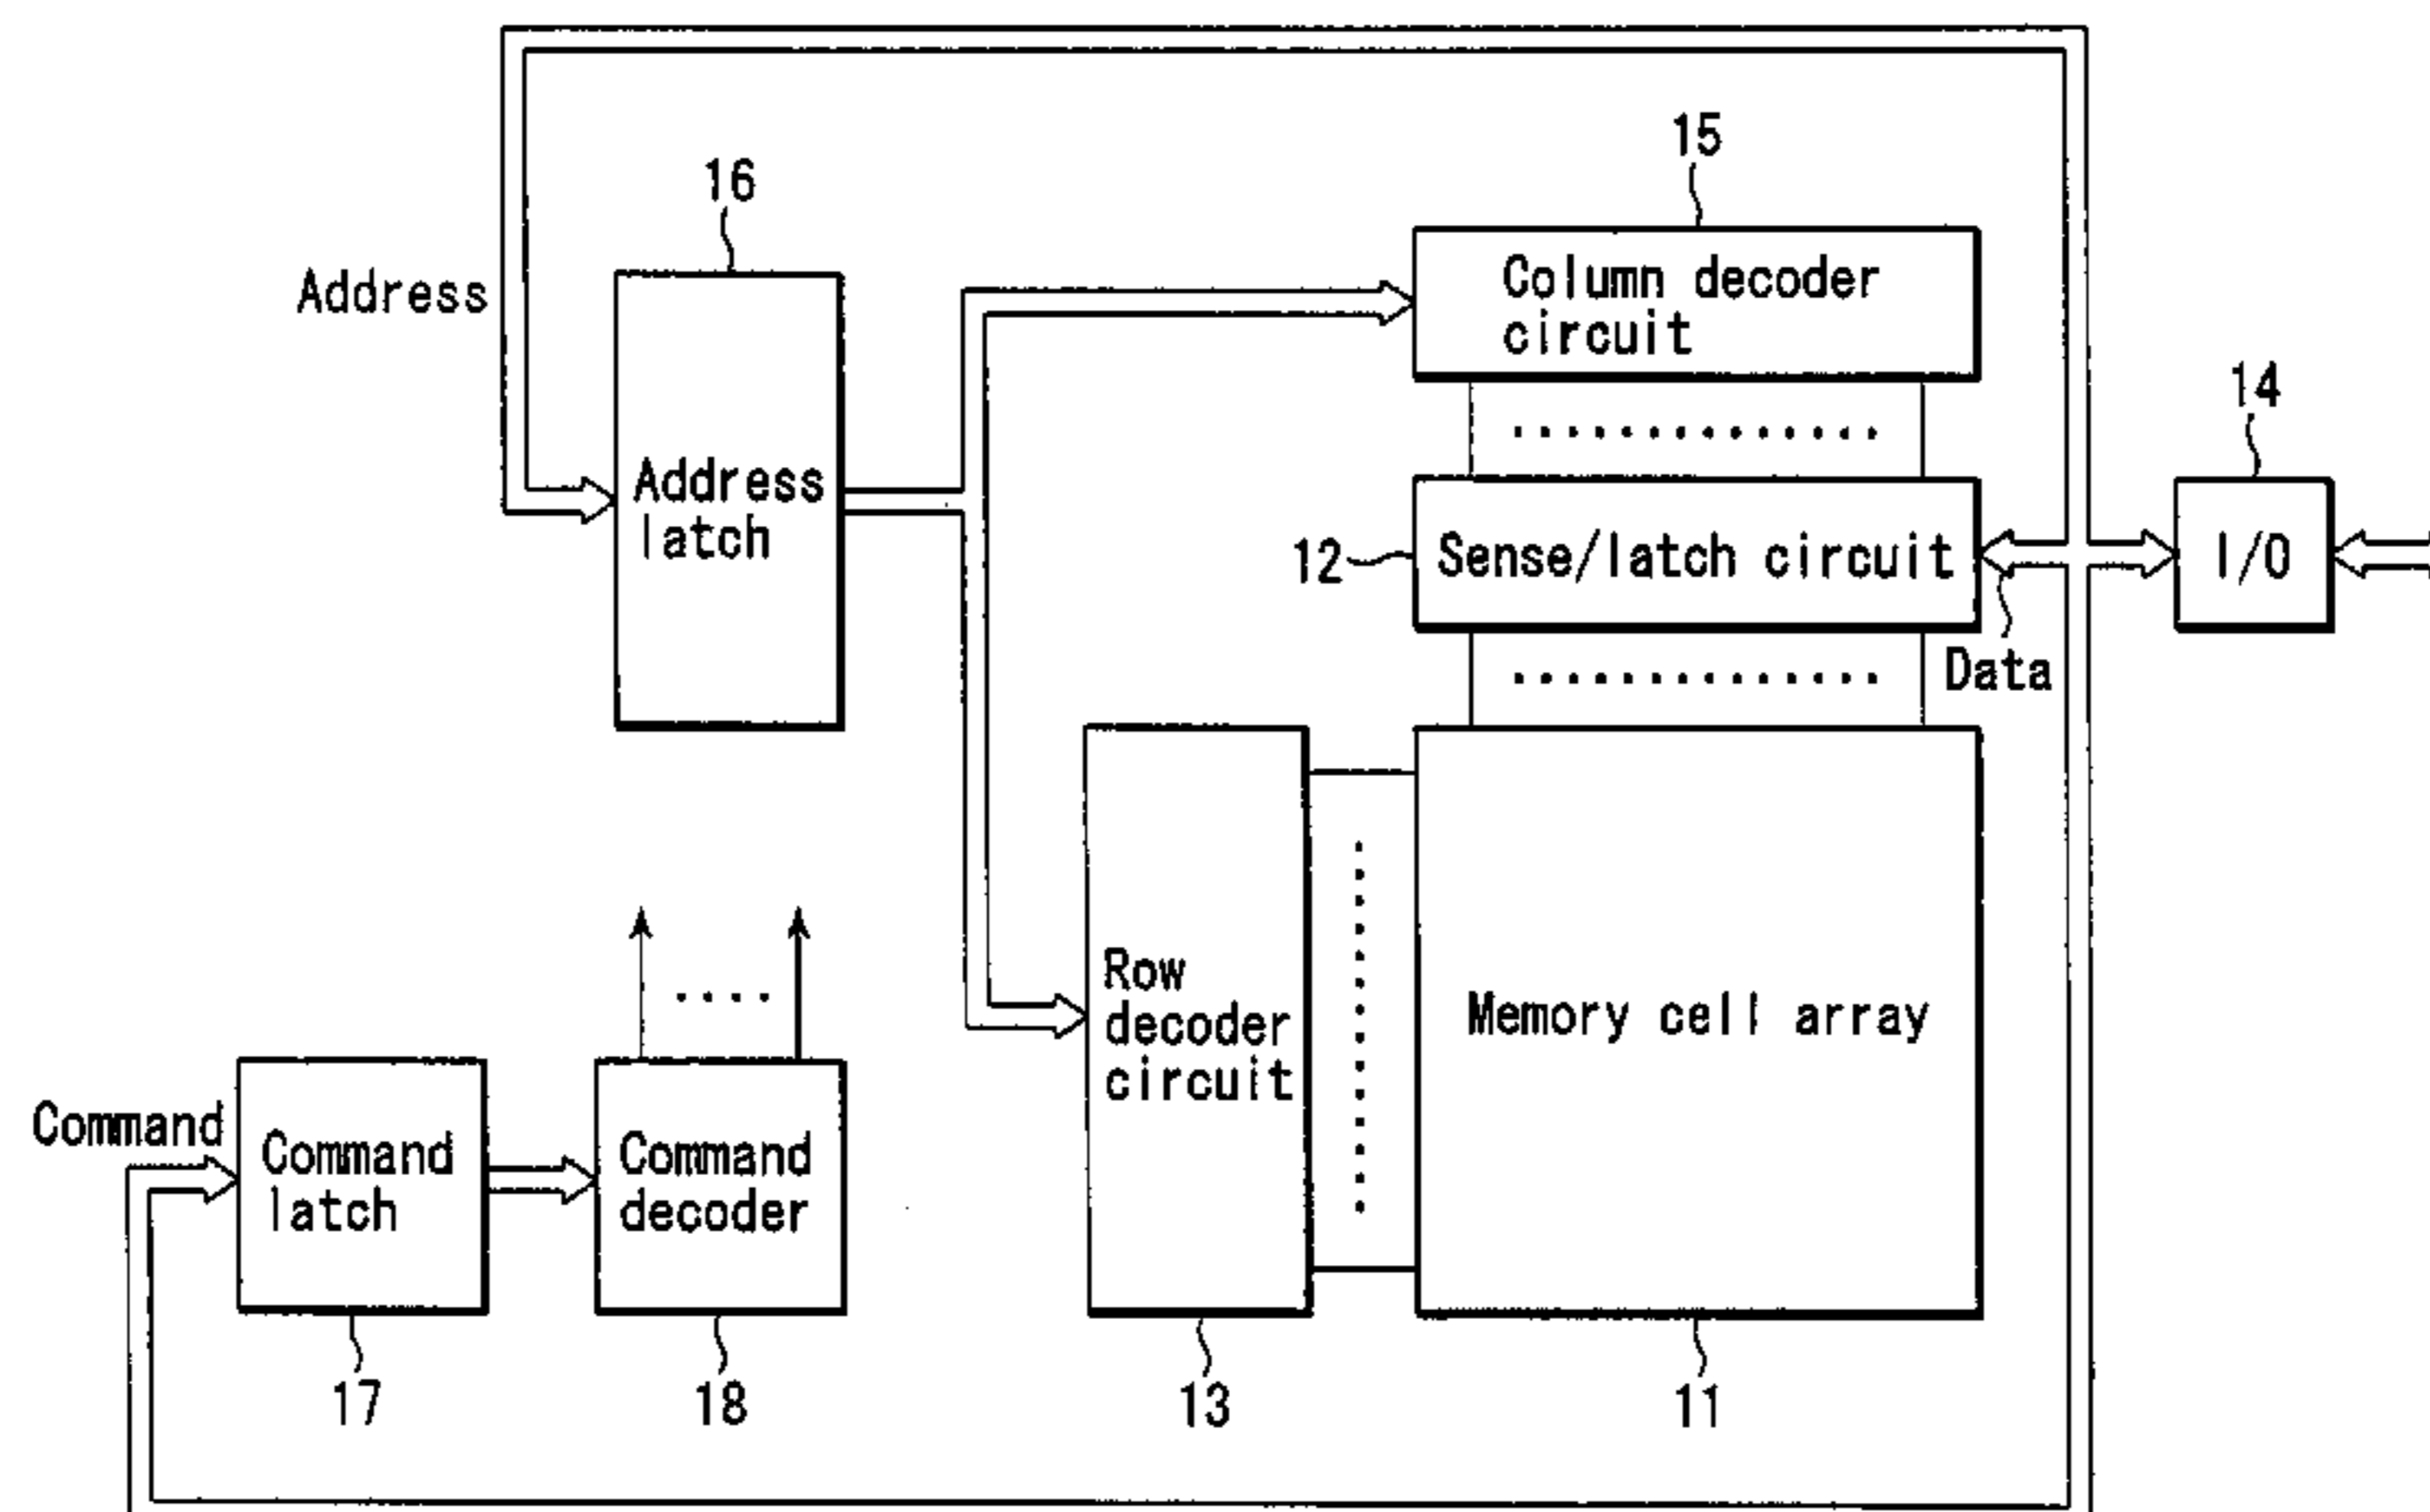 15
16
Address
Column decoder
circuit
14
Address
latch
12
Sense/latch circuit
I/O
Data
Row
decoder
circuit
Memory cell array
Command
Command
latch
Command
decoder
17
18
13
11